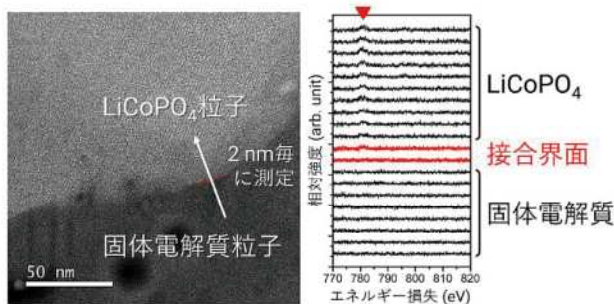 LiCoPO₄粒子
2 nm毎
に測定
固体電解質粒子
50 nm
相対強度 (arb. unit)
LiCoPO₄
接合界面
固体電解質
770 780 790 800 810 820
エネルギー損失 (eV)